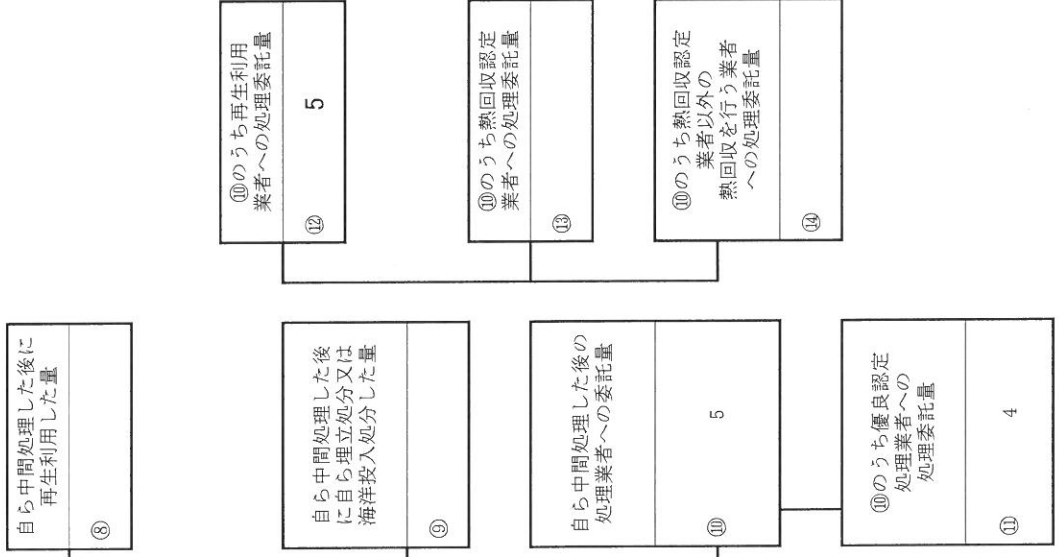 自ら中間処理した後に
再生利用した量
⑧
自ら中間処理した後
に自ら埋立処分又は
海洋投入処分した量
⑨
自ら中間処理した後の
処理業者への委託量
⑩
5
⑩のうち優良認定
処理業者への
処理委託量
⑪
4
⑩のうち再生利用
業者への処理委託量
⑫
5
⑩のうち熱回収認定
業者への処理委託量
⑬
⑩のうち熱回収認定
業者以外の
熱回収を行う業者
への処理委託量
⑭